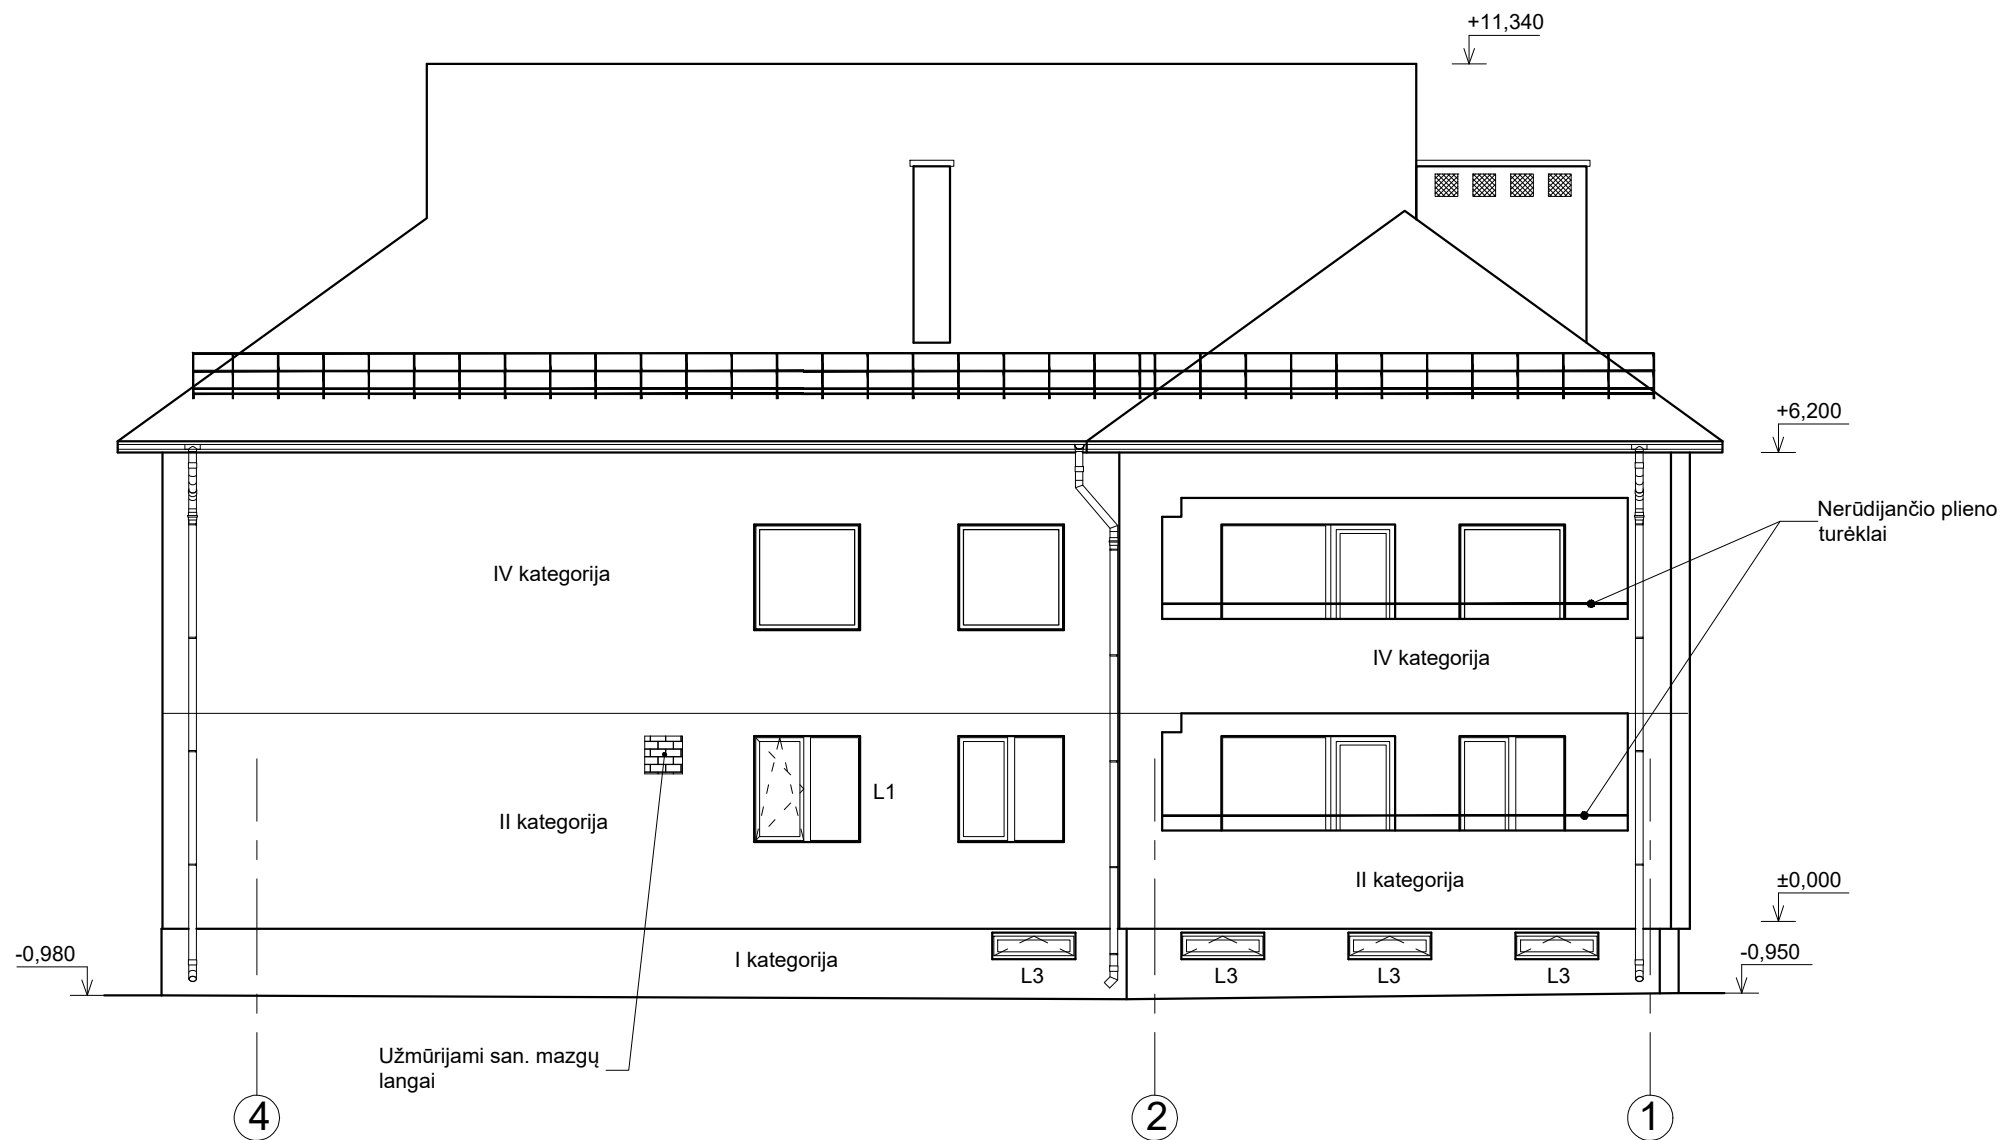 +11,340
+6,200
Nerūdijančio plieno
turėklai
IV kategorija
IV kategorija
L1
II kategorija
II kategorija
±0,000
-0,980
I kategorija
L3
L3
L3
L3
-0,950
Užmūrijami san. mazgų
langai
4
2
1